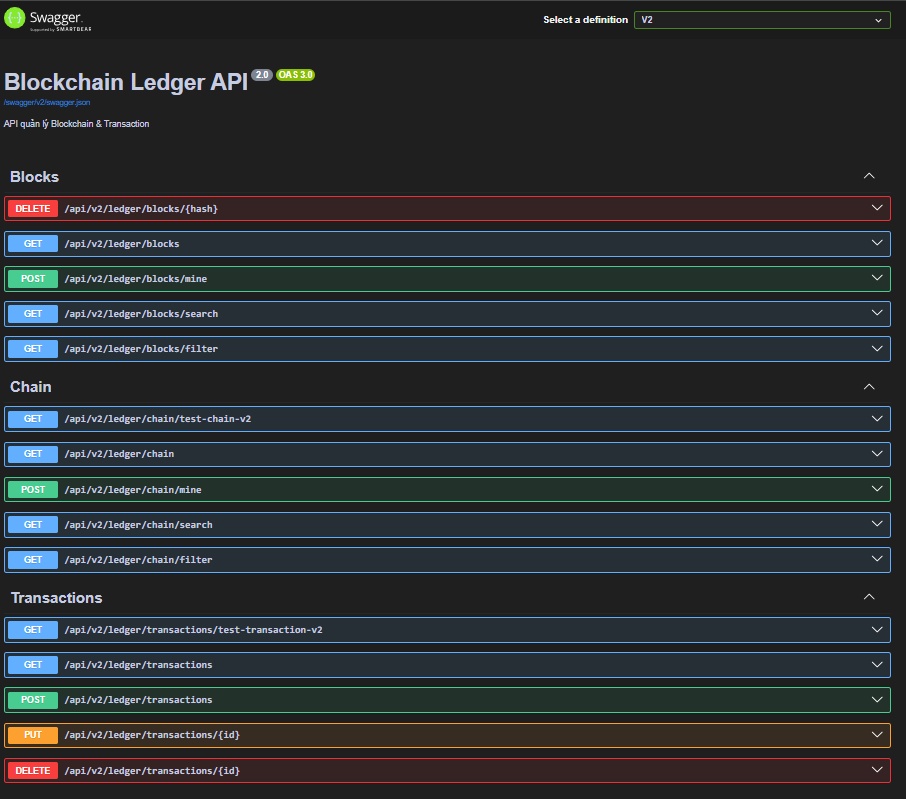 Swagger.
Supported by SMARTBEAR
Select a definition
V2
Blockchain Ledger API 2.0 OAS 3.0
/swagger/v2/swagger.json
API quản lý Blockchain & Transaction
Blocks
DELETE /api/v2/ledger/blocks/{hash}
GET /api/v2/ledger/blocks
POST /api/v2/ledger/blocks/mine
GET /api/v2/ledger/blocks/search
GET /api/v2/ledger/blocks/filter
Chain
GET /api/v2/ledger/chain/test-chain-v2
GET /api/v2/ledger/chain
POST /api/v2/ledger/chain/mine
GET /api/v2/ledger/chain/search
GET /api/v2/ledger/chain/filter
Transactions
GET /api/v2/ledger/transactions/test-transaction-v2
GET /api/v2/ledger/transactions
POST /api/v2/ledger/transactions
PUT /api/v2/ledger/transactions/{id}
DELETE /api/v2/ledger/transactions/{id}